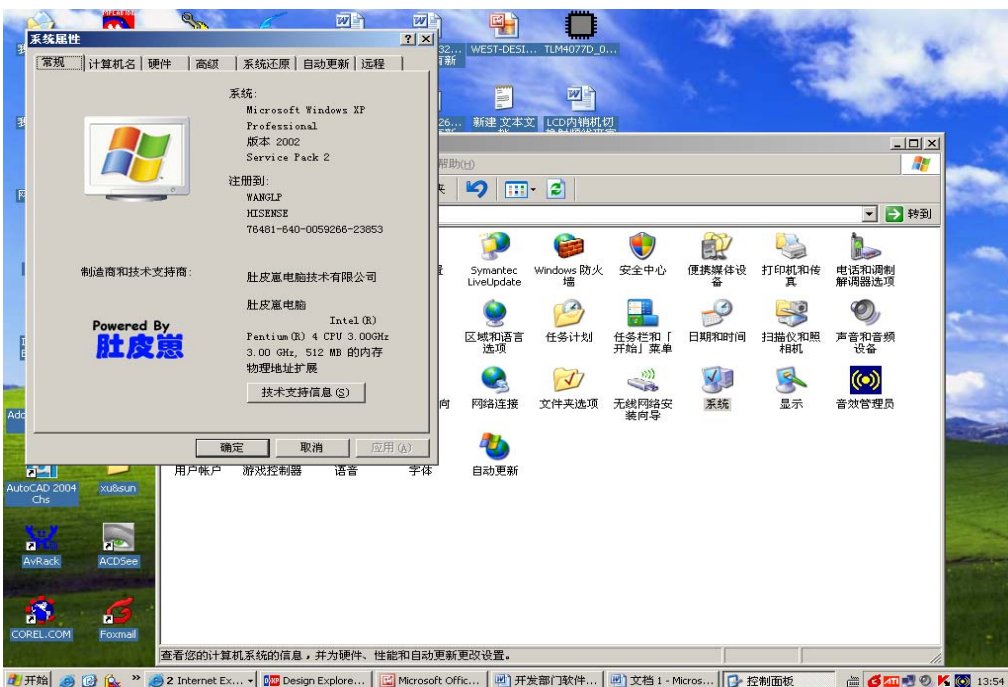 32...
WEST-DESI...
TLM4077D_0...
系统属性
常规
计算机名
硬件
高级
系统还原
自动更新
远程
系统:
Microsoft Windows XP
Professional
版本 2002
Service Pack 2
注册到:
WANGLP
HISENSE
76481-640-0059266-23853
制造商和技术支持商:
肚皮崽电脑技术有限公司
肚皮崽电脑
Intel(R)
Pentium(R) 4 CPU 3.00GHz
3.00 GHz, 512 MB 的内存
物理地址扩展
Powered By
肚皮崽
技术支持信息(S)
确定
取消
应用(A)
26...
新建 文本文
LCD内销机切
帮助(H)
转到
Symantec
LiveUpdate
Windows 防火
墙
安全中心
便携媒体设
备
打印机和传
真
电话和调制
解调器选项
区域和语言
选项
任务计划
任务栏和「
开始」菜单
日期和时间
扫描仪和照
相机
声音和音频
设备
向
网络连接
文件夹选项
无线网络安
装向导
系统
显示
音效管理员
用户帐户
游戏控制器
语音
字体
自动更新
AutoCAD 2004
Chs
xu&sun
AvRack
ACDSee
COREL.COM
Foxmail
查看您的计算机系统的信息，并为硬件、性能和自动更新更改设置。
开始
2 Internet Ex...
Design Explore...
Microsoft Offic...
开发部门软件...
文档 1 - Micros...
控制面板
13:54